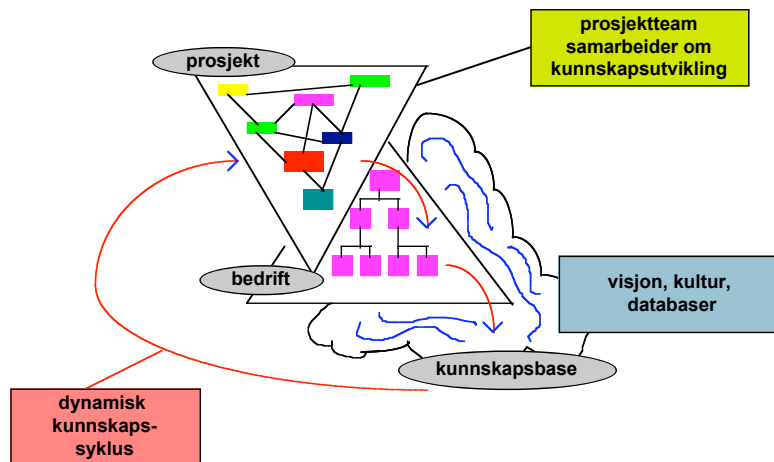 prosjektteam
samarbeider om
kunnskapsutvikling
prosjekt
bedrift
visjon, kultur,
databaser
kunnskapsbase
dynamisk
kunnskaps-
syklus